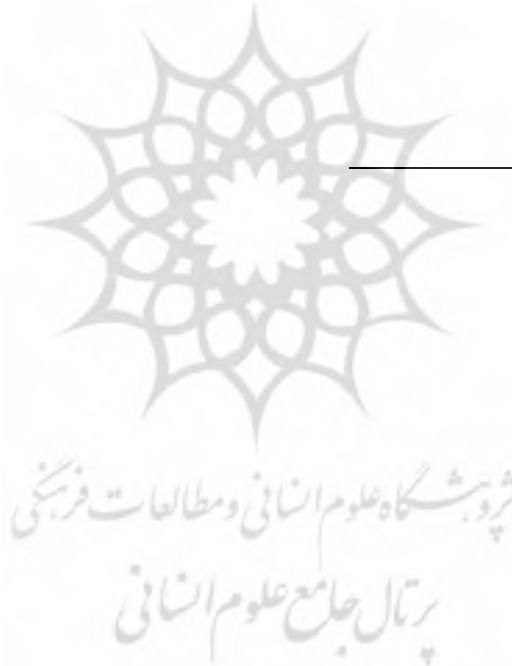 پژوهشگاه علوم انسانی و مطالعات فرهنگی
پرتال جامع علوم انسانی